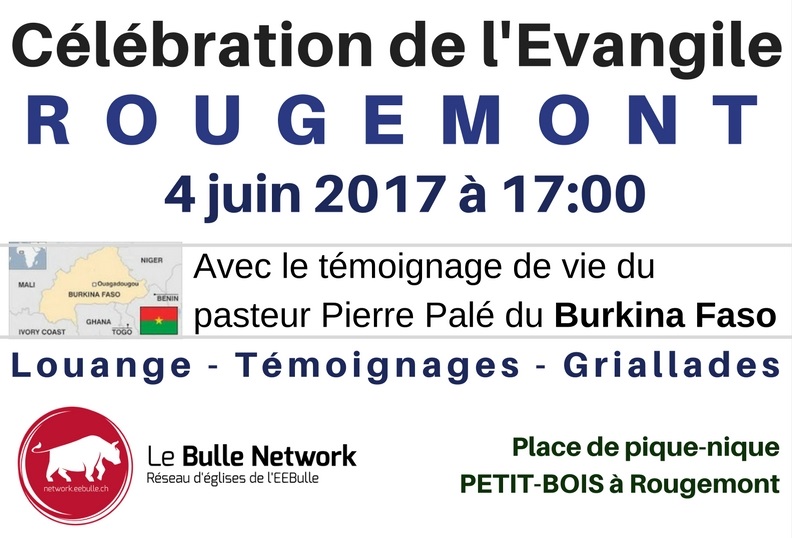 Célébration de l'Evangile
ROUGEMONT
4 juin 2017 à 17:00
Avec le témoignage de vie du
pasteur Pierre Palé du Burkina Faso
NIGER
MALI
Ouagadougou
BURKINA FASO
BENIN
GHANA
TOGO
IVORY COAST
Louange - Témoignages - Griallades
network.eebulle.ch
Le Bulle Network
Réseau d'églises de l'EEBulle
Place de pique-nique
PETIT-BOIS à Rougemont